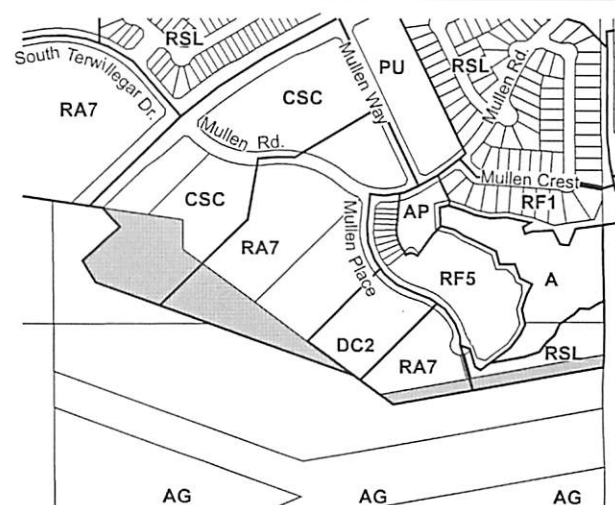 RSL
South Terwillegar Dr.
RA7
CSC
Mullen Way
PU
RSL
Mullen Rd.
Mullen Rd.
Mullen Crest
RF1
CSC
RA7
Mullen Place
AP
RF5
A
DC2
RA7
RSL
AG
AG
AG